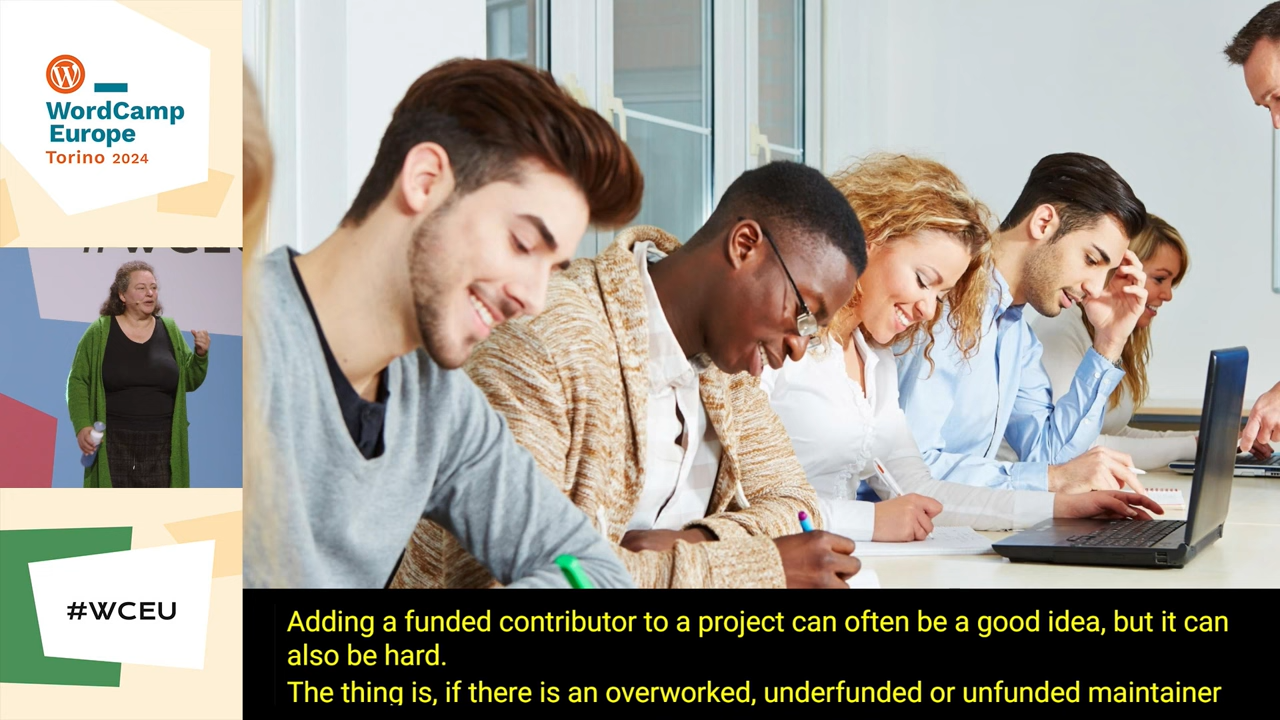 WordCamp
Europe
Torino 2024
#WCEU
#WCEU
Adding a funded contributor to a project can often be a good idea, but it can
also be hard.
The thing is, if there is an overworked, underfunded or unfunded maintainer